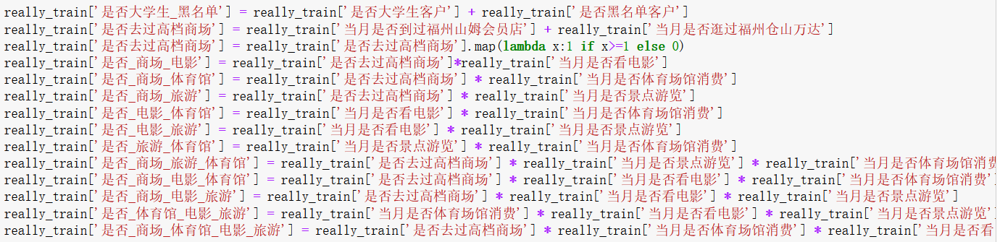 really_train['是否大学生_黑名单'] = really_train['是否大学生客户'] + really_train['是否黑名单客户']
really_train['是否去过高档商场'] = really_train['当月是否到过福州山姆会员店'] + really_train['当月是否逛过福州仓山万达']
really_train['是否去过高档商场'] = really_train['是否去过高档商场'].map(lambda x:1 if x>=1 else 0)
really_train['是否_商场_电影'] = really_train['是否去过高档商场']*really_train['当月是否看电影']
really_train['是否_商场_体育馆'] = really_train['是否去过高档商场'] * really_train['当月是否体育场馆消费']
really_train['是否_商场_旅游'] = really_train['是否去过高档商场'] * really_train['当月是否景点游览']
really_train['是否_电影_体育馆'] = really_train['当月是否看电影'] * really_train['当月是否体育场馆消费']
really_train['是否_电影_旅游'] = really_train['当月是否看电影'] * really_train['当月是否景点游览']
really_train['是否_旅游_体育馆'] = really_train['当月是否景点游览'] * really_train['当月是否体育场馆消费']
really_train['是否_商场_旅游_体育馆'] = really_train['是否去过高档商场'] * really_train['当月是否景点游览'] * really_train['当月是否体育场馆消费
really_train['是否_商场_电影_体育馆'] = really_train['是否去过高档商场'] * really_train['当月是否看电影'] * really_train['当月是否体育场馆消费'
really_train['是否_商场_电影_旅游'] = really_train['是否去过高档商场'] * really_train['当月是否看电影'] * really_train['当月是否景点游览']
really_train['是否_体育馆_电影_旅游'] = really_train['当月是否体育场馆消费'] * really_train['当月是否看电影'] * really_train['当月是否景点游览
really_train['是否_商场_体育馆_电影_旅游'] = really_train['是否去过高档商场'] * really_train['当月是否体育场馆消费'] * really_train['当月是否看